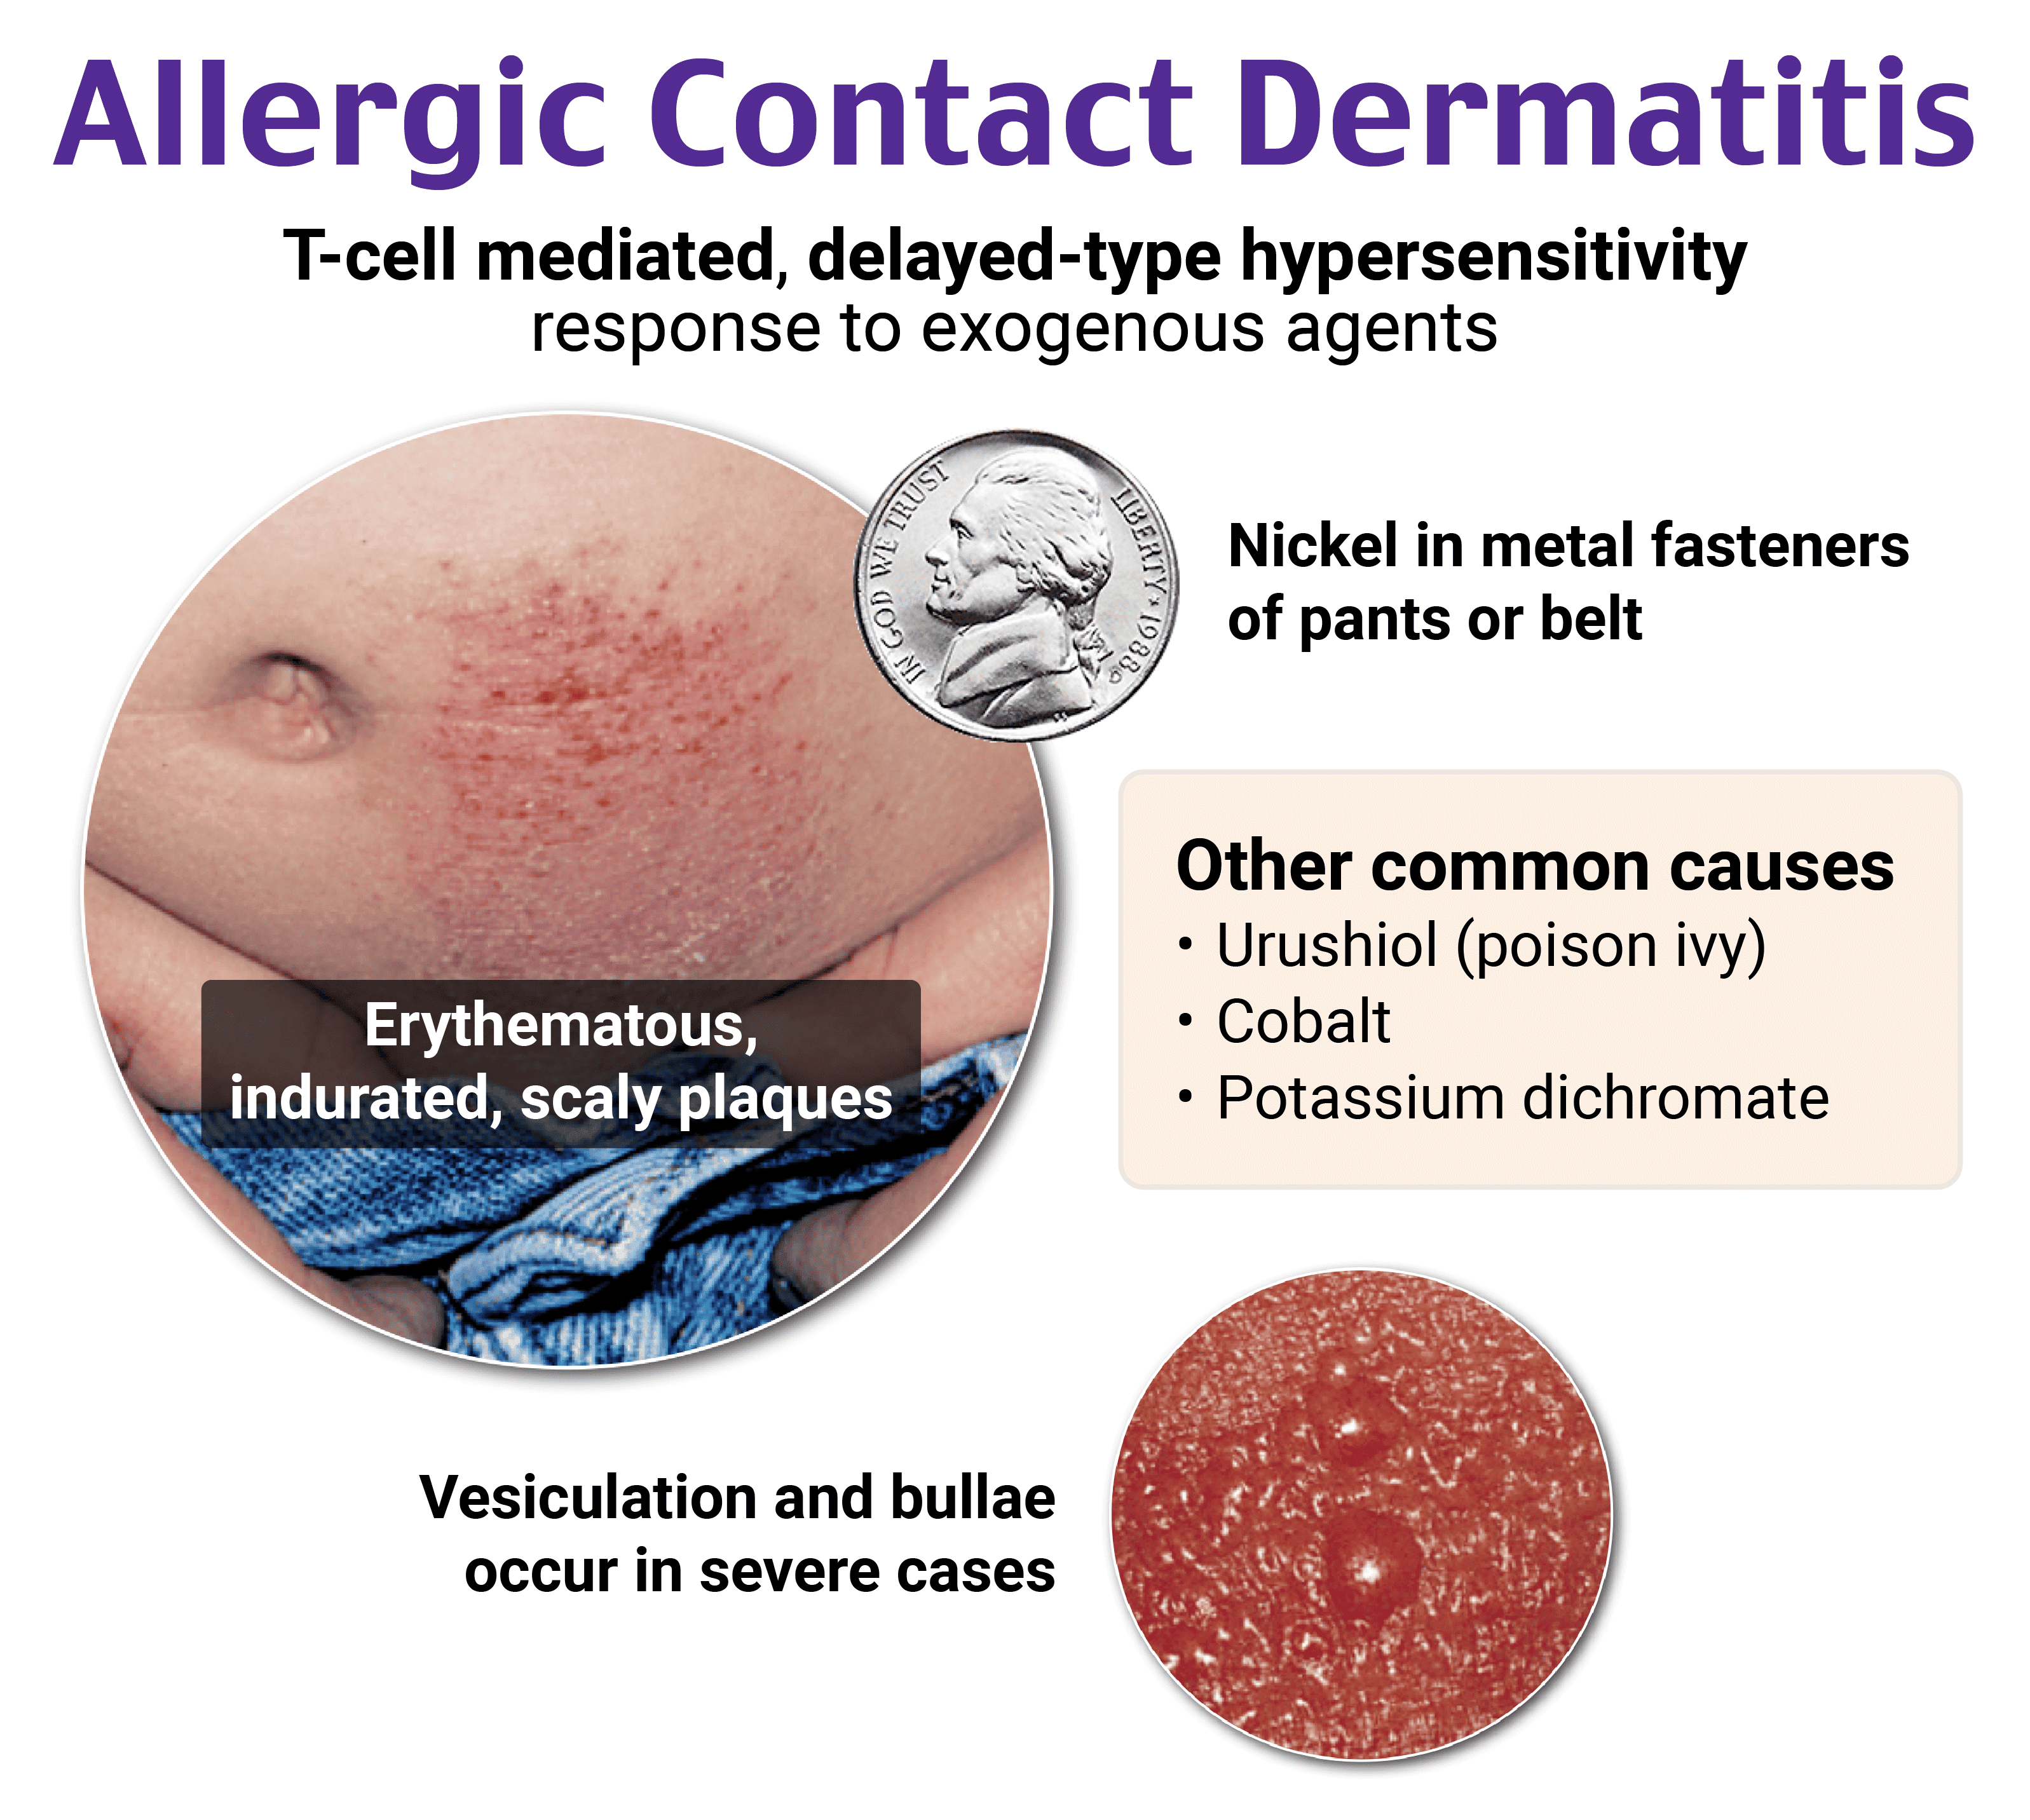 Allergic Contact Dermatitis
T-cell mediated, delayed-type hypersensitivity
response to exogenous agents
IN GOD WE TRUST
LIBERTY * 1988
Nickel in metal fasteners
of pants or belt
Other common causes
• Urushiol (poison ivy)
• Cobalt
• Potassium dichromate
Erythematous,
indurated, scaly plaques
Vesiculation and bullae
occur in severe cases